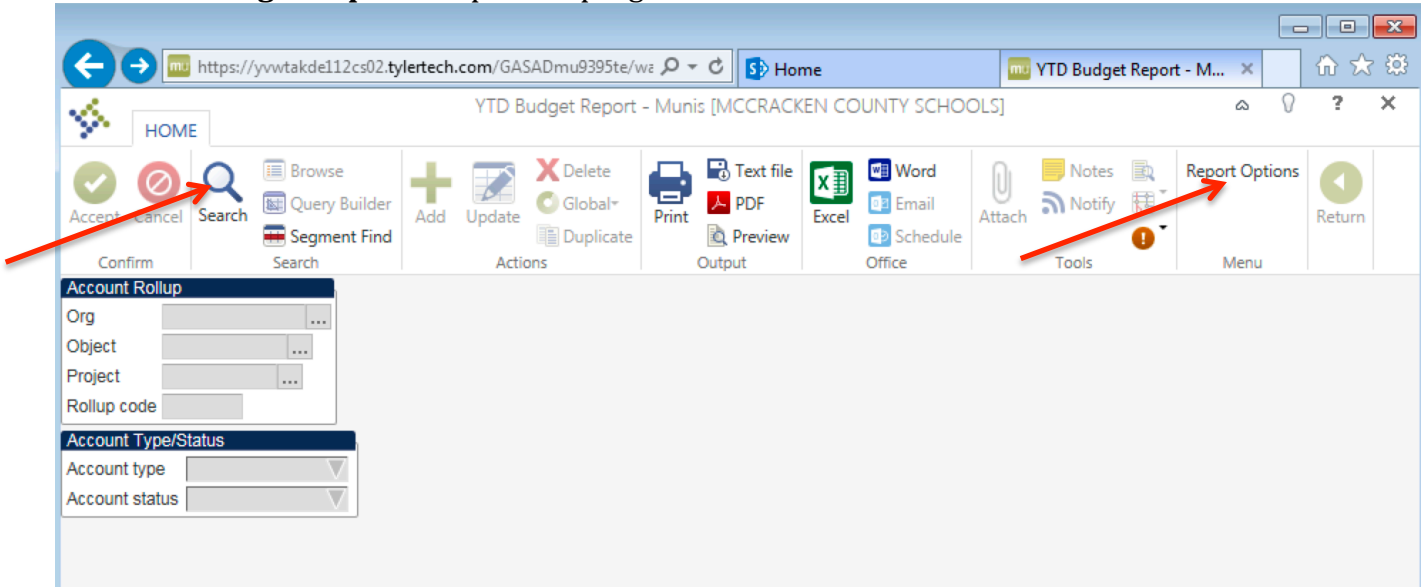 https://yvwtakde112cs02.tylertech.com/GASADmu9395te/wa
Home
YTD Budget Report - M...
YTD Budget Report - Munis [MCCRACKEN COUNTY SCHOOLS]
HOME
Accept
Cancel
Search
Browse
Query Builder
Segment Find
Add
Update
Delete
Global
Duplicate
Print
Text file
PDF
Preview
Excel
Word
Email
Schedule
Attach
Notes
Notify
Report Options
Return
Confirm
Search
Actions
Output
Office
Tools
Menu
Account Rollup
Org ...
Object ...
Project ...
Rollup code
Account Type/Status
Account type
Account status